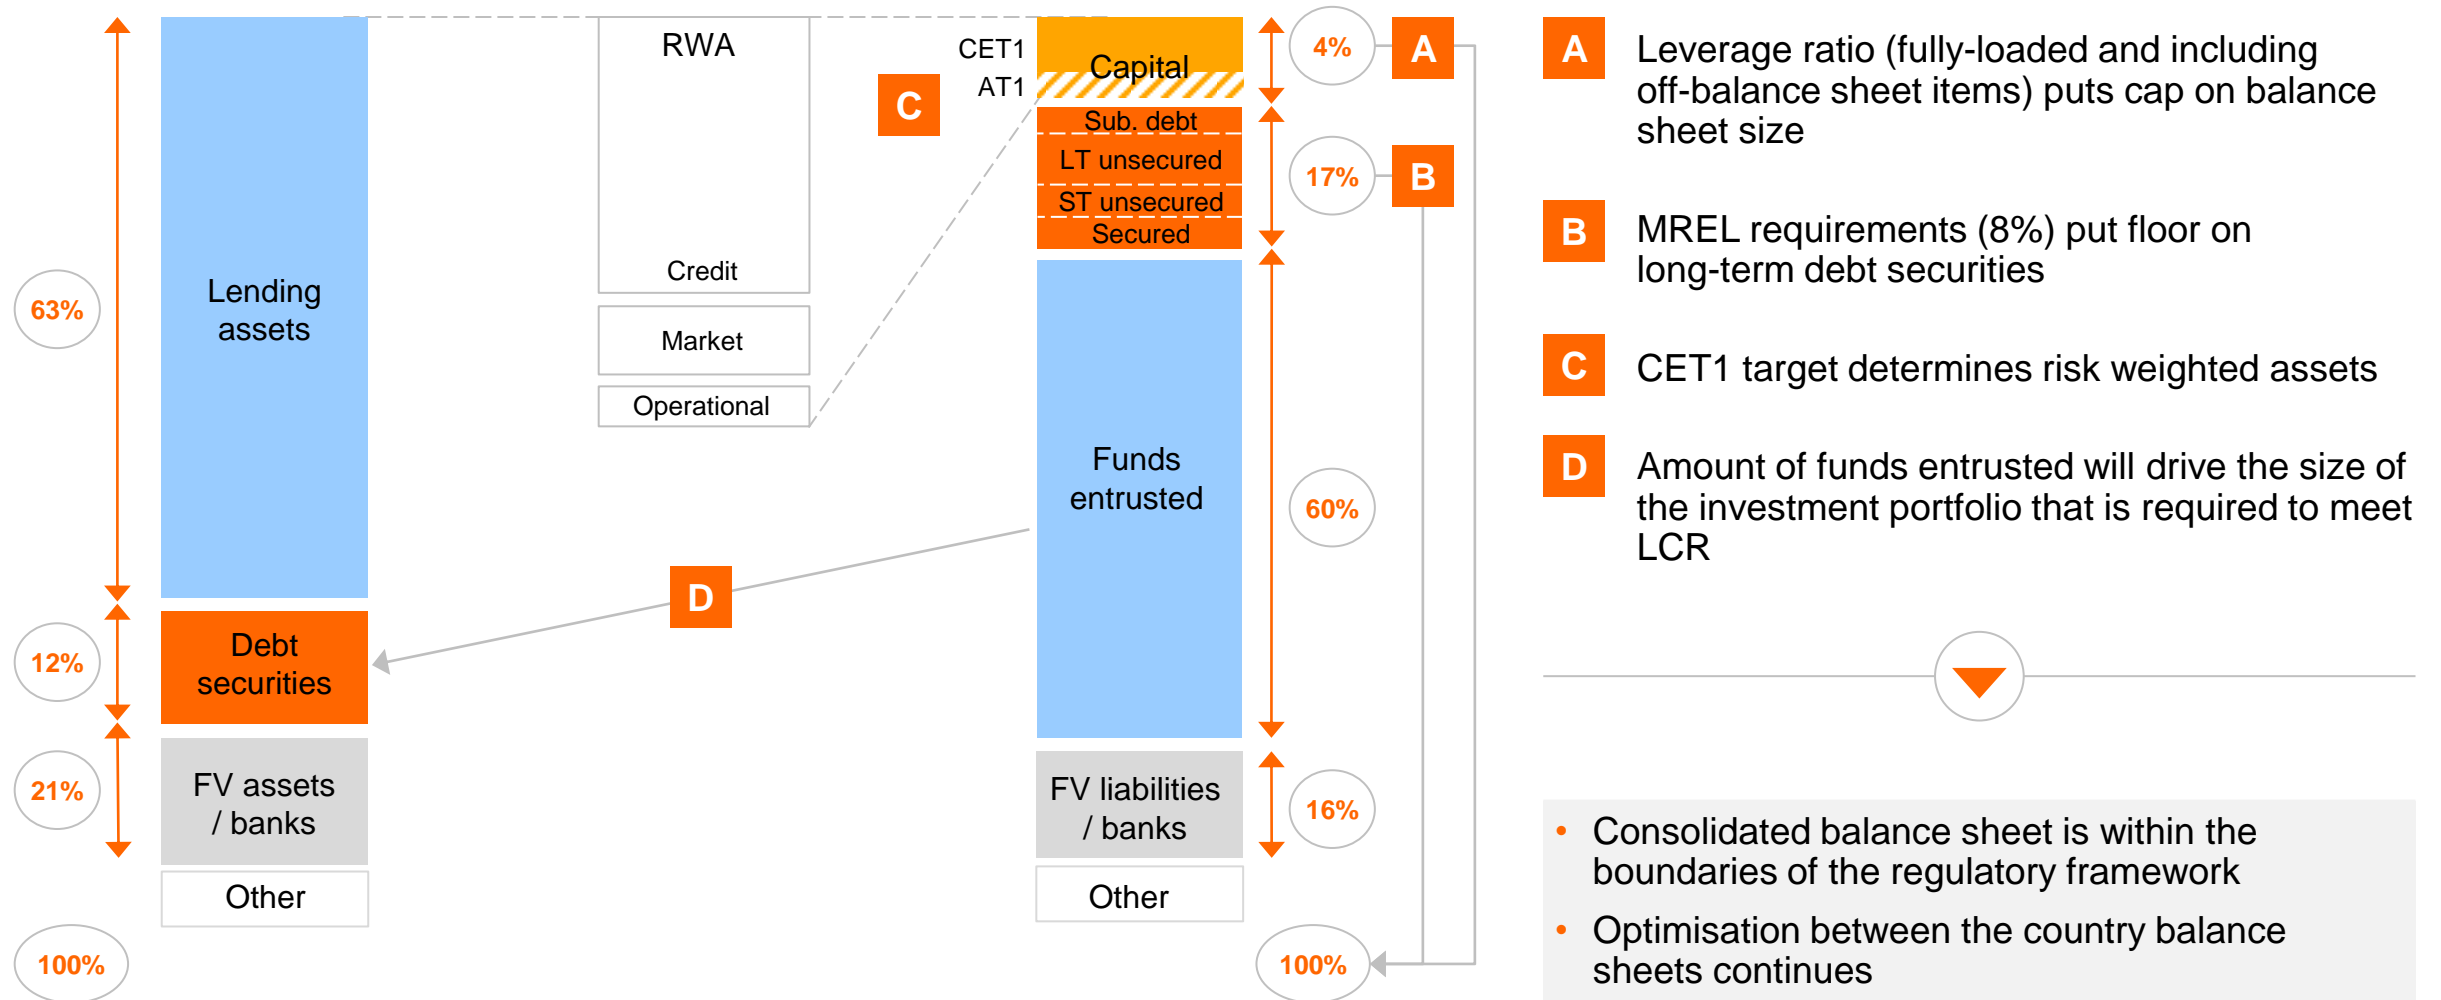 63%
12%
21%
100%
Lending
assets
Debt
securities
FV assets
/ banks
Other
RWA
Credit
Market
Operational
C
D
CET1
AT1
Capital
Sub. debt
LT unsecured
ST unsecured
Secured
Funds
entrusted
FV liabilities
/ banks
Other
4%
A
17%
B
60%
16%
100%
A
Leverage ratio (fully-loaded and including
off-balance sheet items) puts cap on balance
sheet size
B
MREL requirements (8%) put floor on
long-term debt securities
C
CET1 target determines risk weighted assets
D
Amount of funds entrusted will drive the size of
the investment portfolio that is required to meet
LCR
• Consolidated balance sheet is within the
boundaries of the regulatory framework
• Optimisation between the country balance
sheets continues